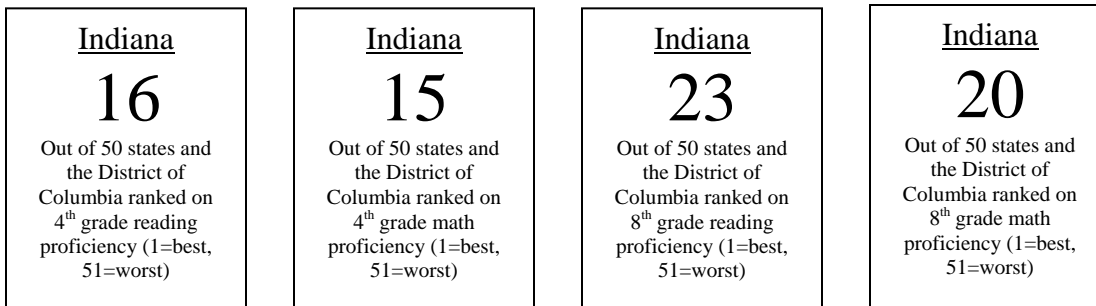 Indiana
16
Out of 50 states and
the District of
Columbia ranked on
4th grade reading
proficiency (1=best,
51=worst)
Indiana
15
Out of 50 states and
the District of
Columbia ranked on
4th grade math
proficiency (1=best,
51=worst)
Indiana
23
Out of 50 states and
the District of
Columbia ranked on
8th grade reading
proficiency (1=best,
51=worst)
Indiana
20
Out of 50 states and
the District of
Columbia ranked on
8th grade math
proficiency (1=best,
51=worst)